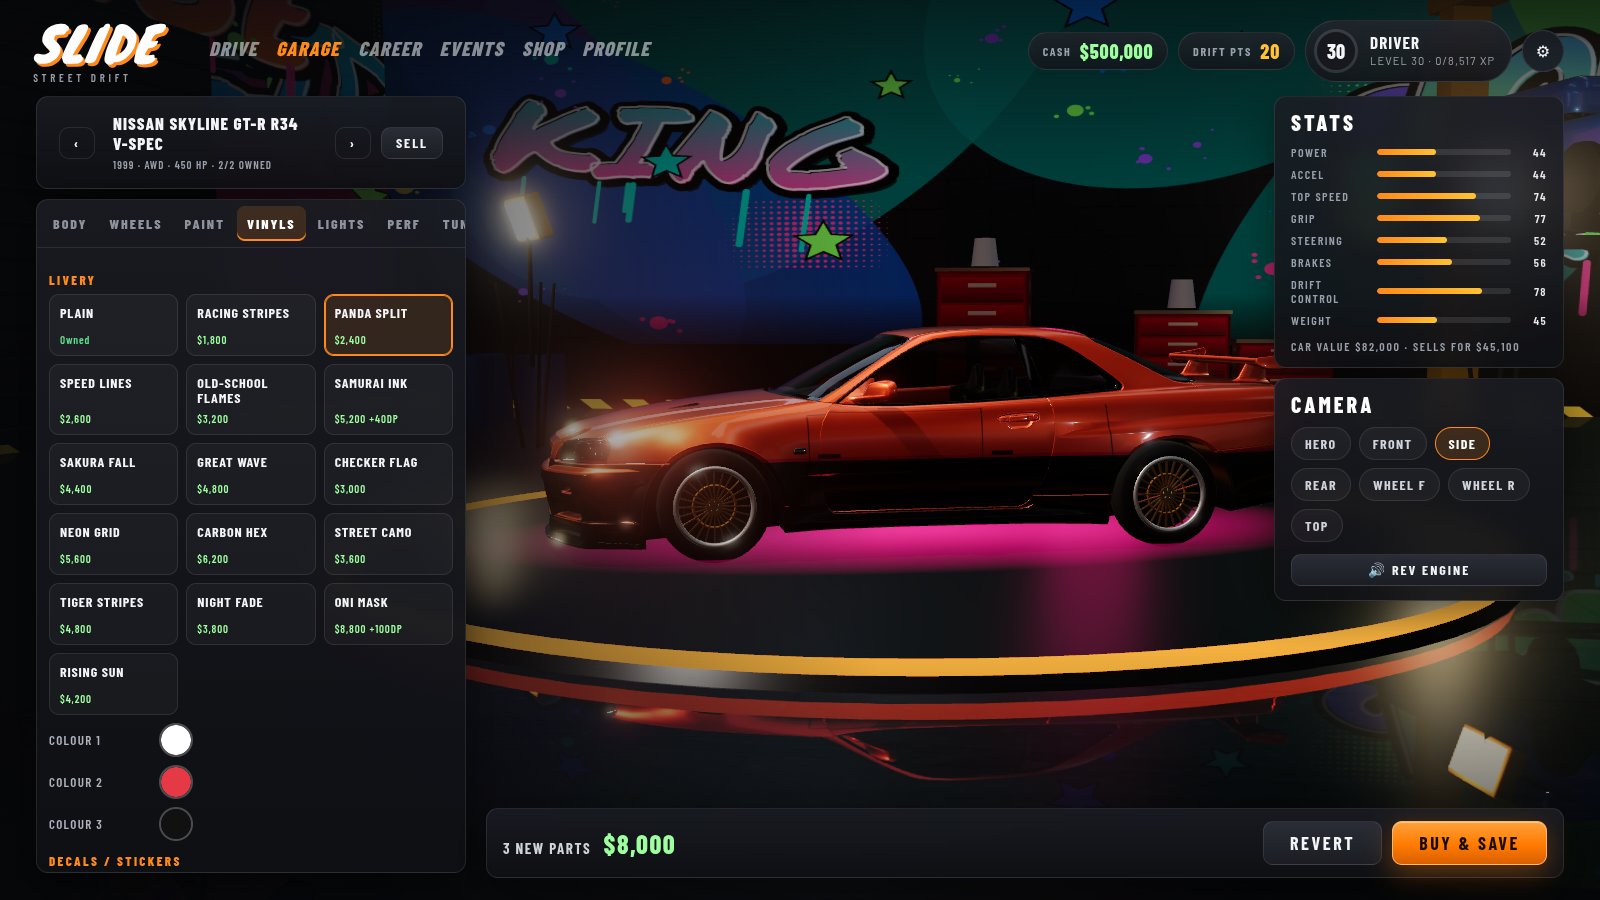 SLIDE
STREET DRIFT
DRIVE GARAGE CAREER EVENTS SHOP PROFILE
CASH $500,000
DRIFT PTS 20
30
DRIVER
LEVEL 30 · 0/8,517 XP
KING
‹
NISSAN SKYLINE GT-R R34
V-SPEC
1999 · AWD · 450 HP · 2/2 OWNED
›
SELL
BODY WHEELS PAINT VINYLS LIGHTS PERF TUN
LIVERY
PLAIN
Owned
RACING STRIPES
$1,800
PANDA SPLIT
$2,400
SPEED LINES
$2,600
OLD-SCHOOL
FLAMES
$3,200
SAMURAI INK
$5,200 +40DP
SAKURA FALL
$4,400
GREAT WAVE
$4,800
CHECKER FLAG
$3,000
NEON GRID
$5,600
CARBON HEX
$6,200
STREET CAMO
$3,600
TIGER STRIPES
$4,800
NIGHT FADE
$3,800
ONI MASK
$8,800 +100DP
RISING SUN
$4,200
COLOUR 1
COLOUR 2
COLOUR 3
DECALS / STICKERS
STATS
POWER 44
ACCEL 44
TOP SPEED 74
GRIP 77
STEERING 52
BRAKES 56
DRIFT
CONTROL 78
WEIGHT 45
CAR VALUE $82,000 · SELLS FOR $45,100
CAMERA
HERO FRONT SIDE
REAR WHEEL F WHEEL R
TOP
🔊 REV ENGINE
3 NEW PARTS $8,000
REVERT
BUY & SAVE